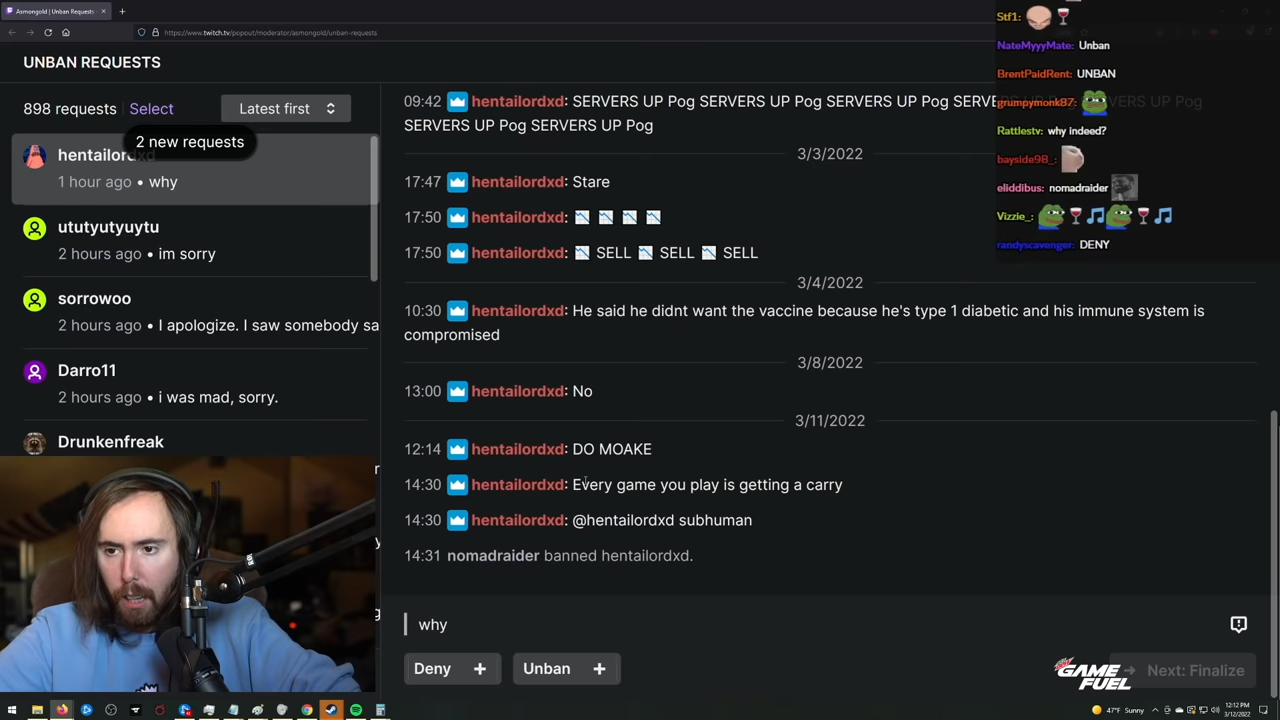 Asmongold | Unban Requests
https://www.twitch.tv/popout/moderator/asmongold/unban-requests
UNBAN REQUESTS
898 requests Select Latest first
2 new requests
hentailordxd
1 hour ago • why
ututyutyuytu
2 hours ago • im sorry
sorrowoo
2 hours ago • I apologize. I saw somebody sa
Darro11
2 hours ago • i was mad, sorry.
Drunkenfreak
09:42 hentailordxd: SERVERS UP Pog SERVERS UP Pog SERVERS UP Pog SERVERS UP Pog
SERVERS UP Pog SERVERS UP Pog
3/3/2022
17:47 hentailordxd: Stare
17:50 hentailordxd:
17:50 hentailordxd: SELL SELL SELL
3/4/2022
10:30 hentailordxd: He said he didnt want the vaccine because he's type 1 diabetic and his immune system is
compromised
3/8/2022
13:00 hentailordxd: No
3/11/2022
12:14 hentailordxd: DO MOAKE
14:30 hentailordxd: Every game you play is getting a carry
14:30 hentailordxd: @hentailordxd subhuman
14:31 nomadraider banned hentailordxd.
why
Deny + Unban +
Next: Finalize
Stf1:
NateMyyyMate: Unban
BrentPaidRent: UNBAN
grumpymonk87:
Rattlestv: why indeed?
bayside98_:
eliddibus: nomadraider
Vizzie_:
randyscavenger: DENY
GAME
FUEL
47°F Sunny
12:12 PM
3/12/2022